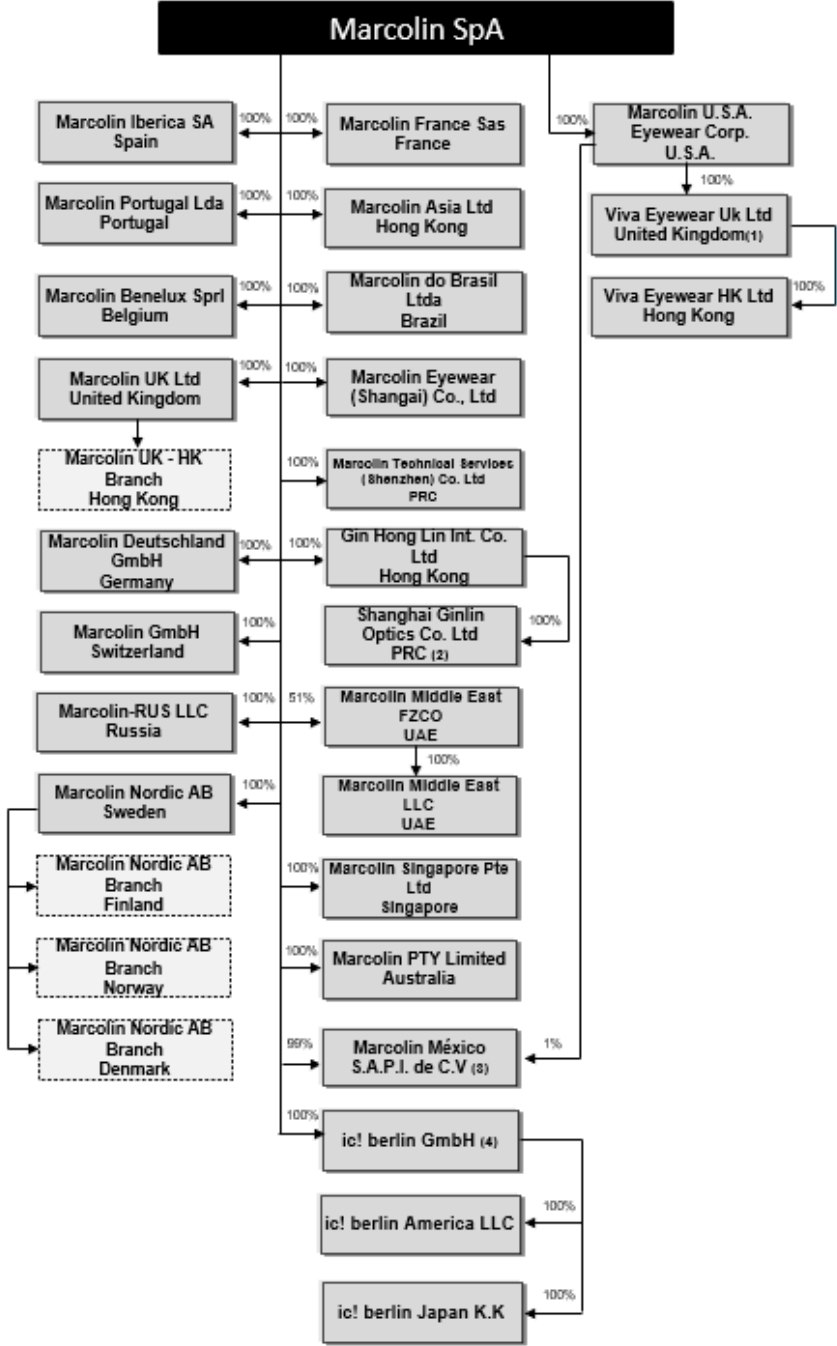 Marcolin SpA
Marcolin Iberica SA
Spain
100%
100%
Marcolin France Sas
France
100%
Marcolin U.S.A.
Eyewear Corp.
U.S.A.
100%
Marcolin Portugal Lda
Portugal
100%
100%
Marcolin Asia Ltd
Hong Kong
Viva Eyewear Uk Ltd
United Kingdom(1)
100%
Marcolin Benelux Sprl
Belgium
100%
100%
Marcolin do Brasil
Ltda
Brazil
Viva Eyewear HK Ltd
Hong Kong
Marcolin UK Ltd
United Kingdom
100%
100%
Marcolin Eyewear
(Shangai) Co., Ltd
Marcolin UK - HK
Branch
Hong Kong
100%
Marcolin Technical Services
(Shenzhen) Co. Ltd
PRC
Marcolin Deutschland
GmbH
Germany
100%
100%
Gin Hong Lin Int. Co.
Ltd
Hong Kong
100%
Marcolin GmbH
Switzerland
100%
Shanghai Ginlin
Optics Co. Ltd
PRC (2)
Marcolin-RUS LLC
Russia
100%
51%
Marcolin Middle East
FZCO
UAE
100%
Marcolin Nordic AB
Sweden
100%
Marcolin Middle East
LLC
UAE
Marcolin Nordic AB
Branch
Finland
100%
Marcolin Singapore Pte
Ltd
Singapore
Marcolin Nordic AB
Branch
Norway
100%
Marcolin PTY Limited
Australia
Marcolin Nordic AB
Branch
Denmark
99%
Marcolin México
S.A.P.I. de C.V (3)
1%
100%
ic! berlin GmbH (4)
ic! berlin America LLC
100%
ic! berlin Japan K.K
100%